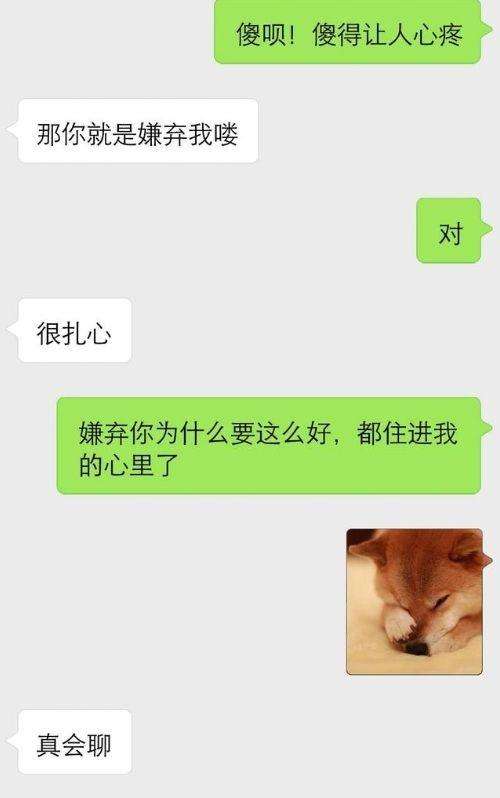 傻呗！傻得让人心疼
那你就是嫌弃我喽
对
很扎心
嫌弃你为什么要这么好，都住进我
的心里了
真会聊